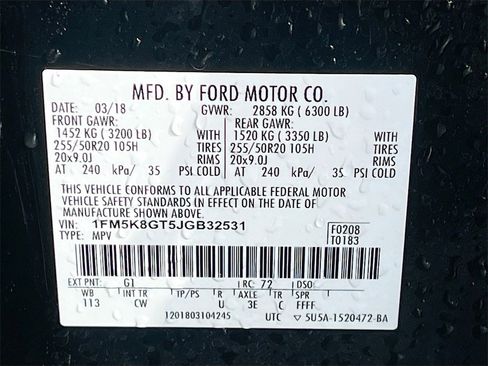 MFD. BY FORD MOTOR CO.
DATE: 03/18 GVWR: 2858 KG ( 6300 LB)
FRONT GAWR: REAR GAWR:
1452 KG ( 3200 LB) WITH 1520 KG ( 3350 LB) WITH
255/50R20 105H TIRES 255/50R20 105H TIRES
20x9.0J RIMS 20x9.0J RIMS
AT 240 kPa/ 35 PSI COLD AT 240 kPa/ 35 PSI COLD
THIS VEHICLE CONFORMS TO ALL APPLICABLE FEDERAL MOTOR
VEHICLE SAFETY STANDARDS IN EFFECT ON THE DATE OF
MANUFACTURE SHOWN ABOVE.
VIN: 1FM5K8GT5JGB32531 F0208
TYPE: MPV T0183
EXT PNT: G1 RC: 72 DSO:
WB INT TR TP/PS R AXLE TR SPR
113 CW U 3E C FFFF
1201803104245 UTC ▽ 5U5A-1520472-BA